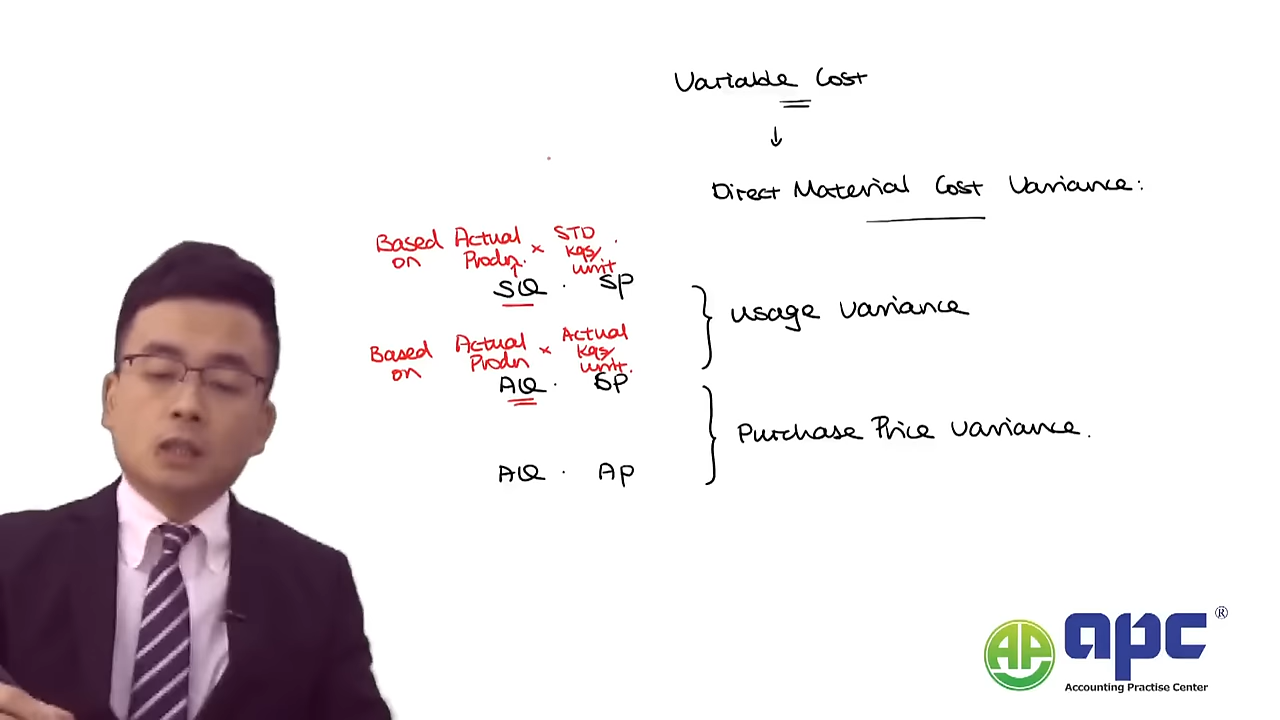 Variable Cost
↓
Direct Material Cost Variance:
Based on Actual Prodn. × STD kgs/unit
SQ · SP
Usage Variance
Based on Actual Prodn × Actual kgs/unit.
AQ · SP
Purchase Price Variance.
AQ · AP
AP apc®
Accounting Practise Center